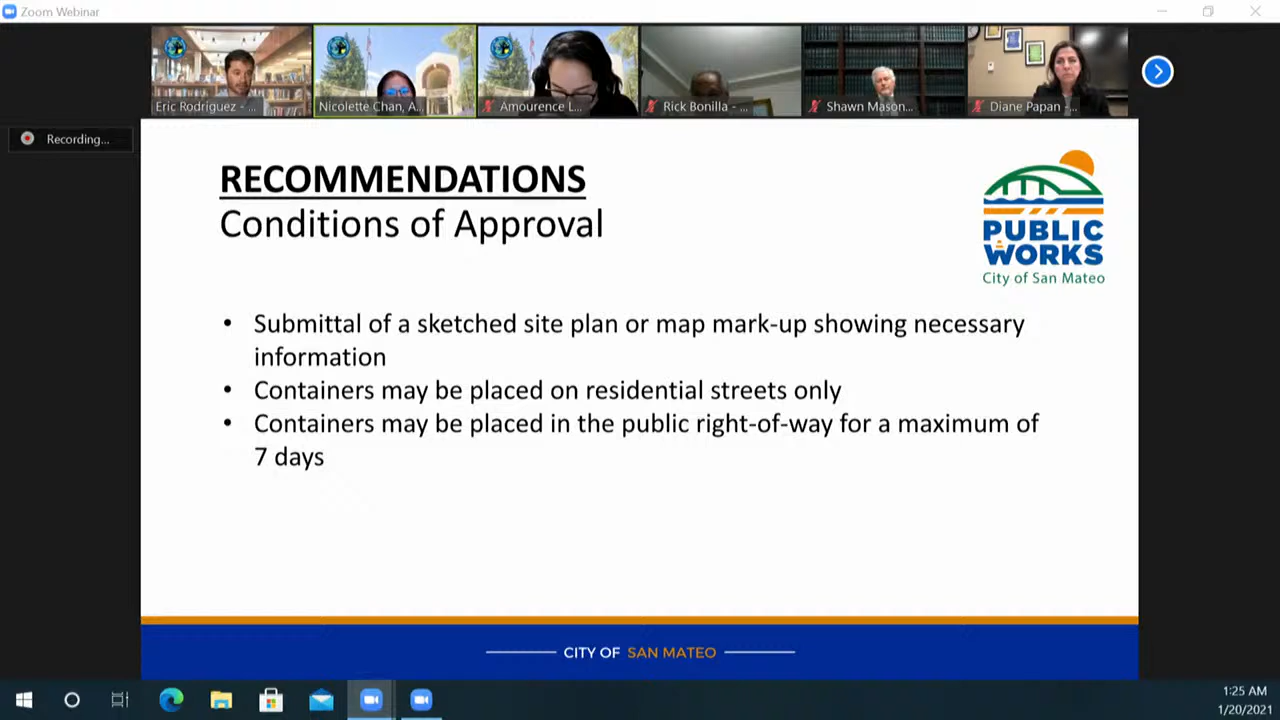 Zoom Webinar
Eric Rodriguez - ...
Nicolette Chan, A...
Amourence L...
Rick Bonilla - ...
Shawn Mason...
Diane Papan -...
Recording...
RECOMMENDATIONS
Conditions of Approval
PUBLIC
WORKS
City of San Mateo
• Submittal of a sketched site plan or map mark-up showing necessary
information
• Containers may be placed on residential streets only
• Containers may be placed in the public right-of-way for a maximum of
7 days
CITY OF SAN MATEO
1:25 AM
1/20/2021